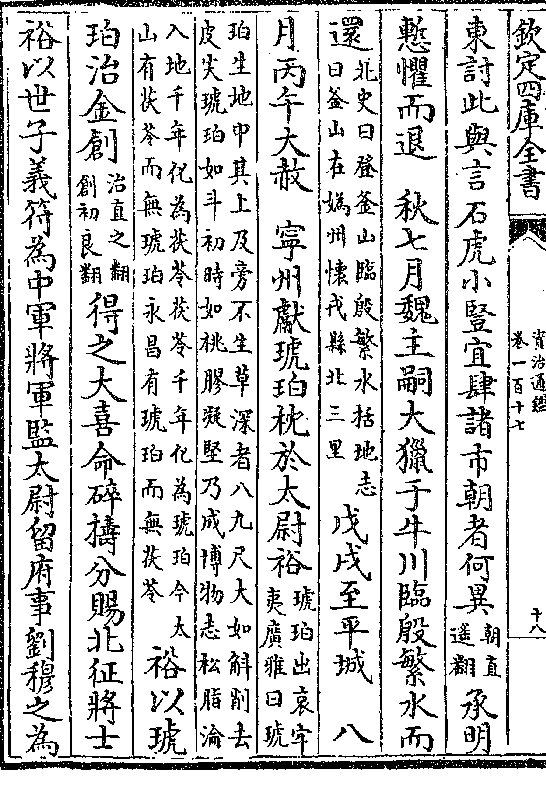 欽定四庫全書
資治通鑑
卷一百十七
十八
東討此與言石虎小豎宜肆諸市朝者何異朝直遥翻承明
慙懼而退　秋七月魏主嗣大獵于牛川臨殷繁水而
還北史曰登釜山臨殷繁水括地志曰釜山在媯州懷戎縣北三里戊戌至平城　八
月丙午大赦　寧州獻琥珀枕於太尉裕琥珀出哀牢夷廣雅曰琥
珀生地中其上及旁不生草深者八九尺大如斛削去皮尖琥珀如斗初時如桃膠凝堅乃成博物志松脂淪
入地千年化為茯苓茯苓千年化為琥珀今太山有茯苓而無琥珀永昌有琥珀而無茯苓裕以琥
珀治金創治直之翻創初良翻得之大喜命碎擣分賜北征將士
裕以世子義符為中軍將軍監太尉留府事劉穆之為